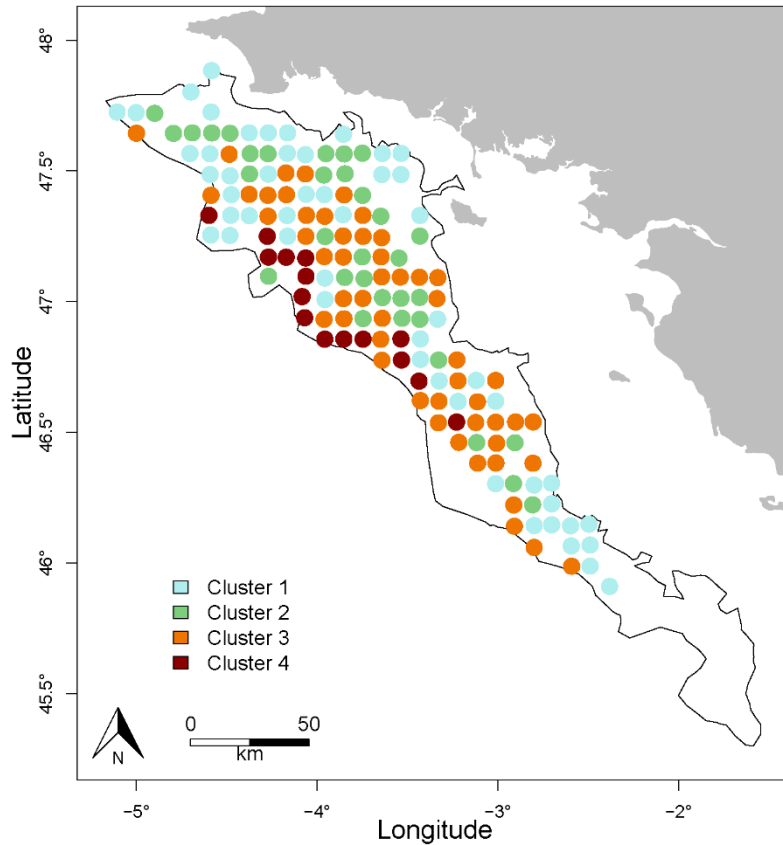 48°
47.5°
47°
46.5°
46°
45.5°
Latitude
Cluster 1
Cluster 2
Cluster 3
Cluster 4
N
0 50
km
−5° −4° −3° −2°
Longitude